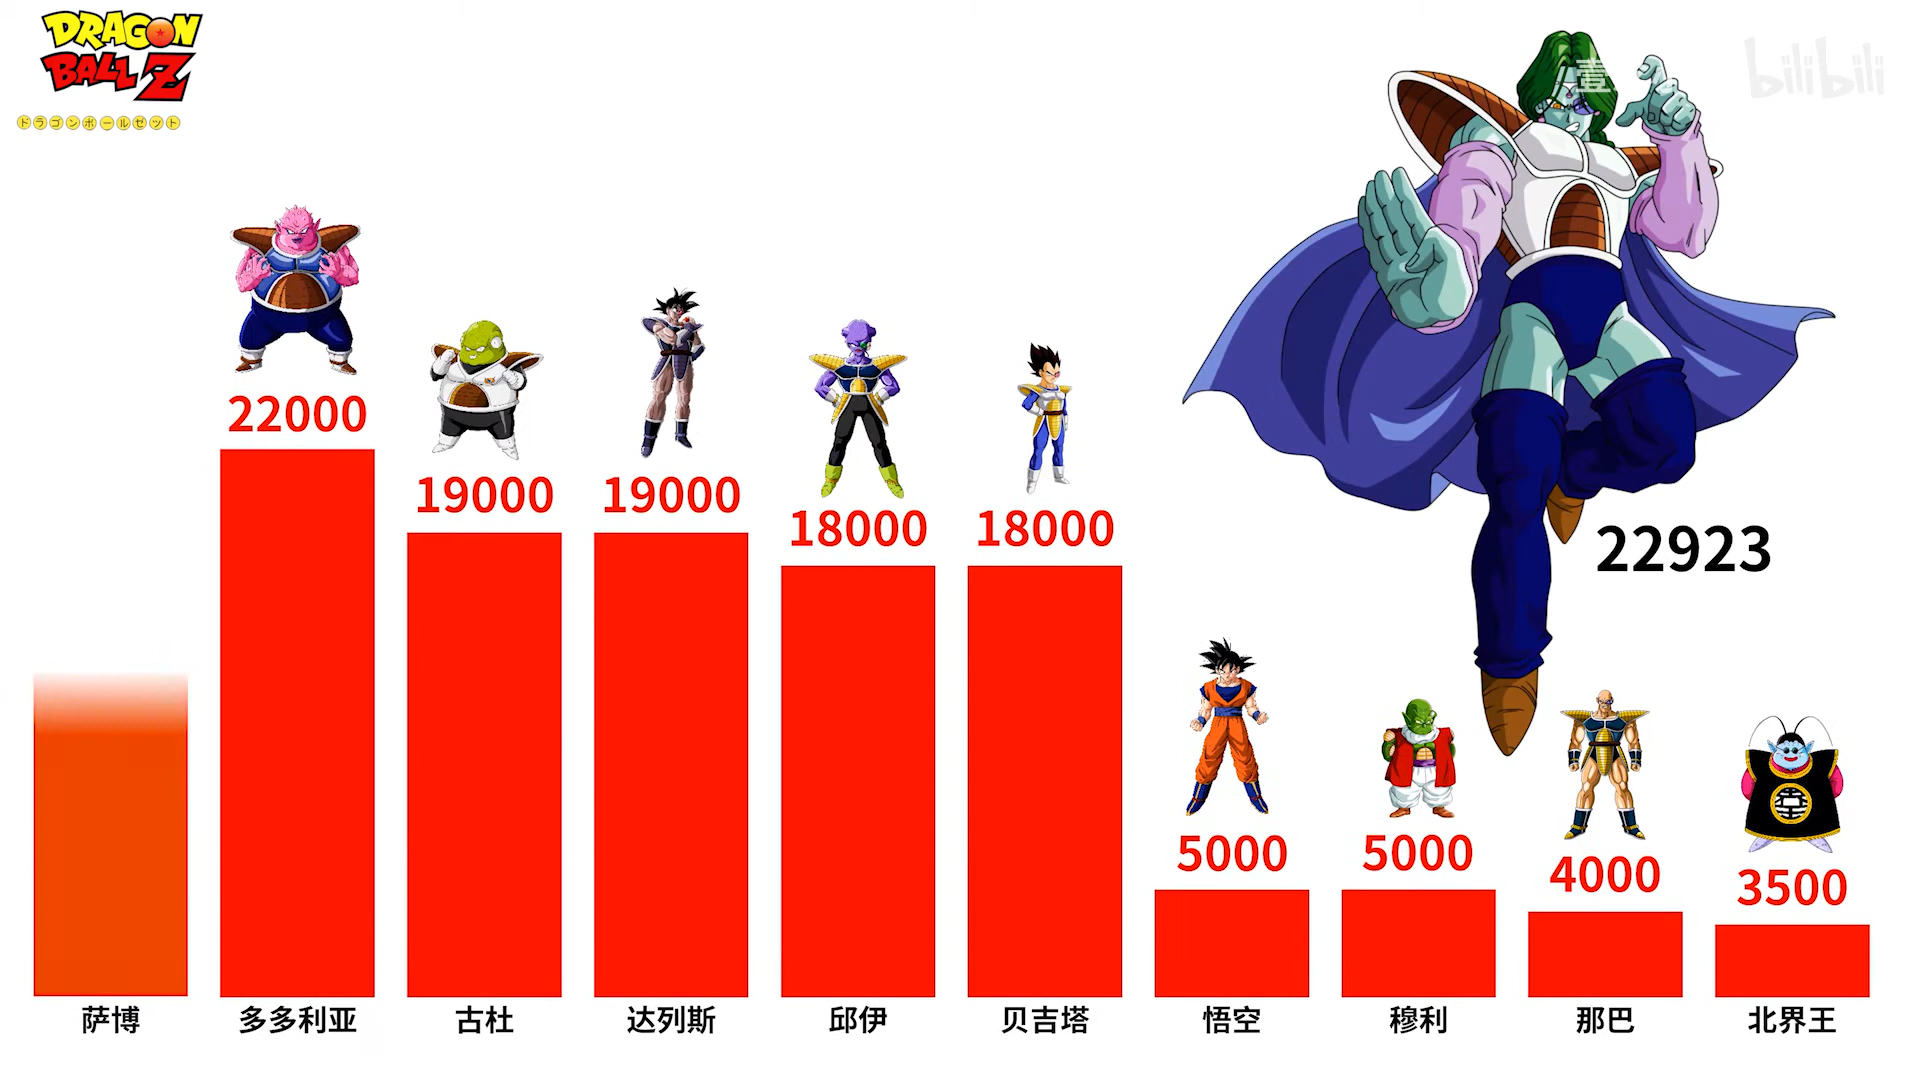 DRAGON
BALL Z
ドラゴンボールゼット
bilibili
22000
19000
19000
18000
18000
22923
5000
5000
4000
3500
萨博
多多利亚
古杜
达列斯
邱伊
贝吉塔
悟空
穆利
那巴
北界王